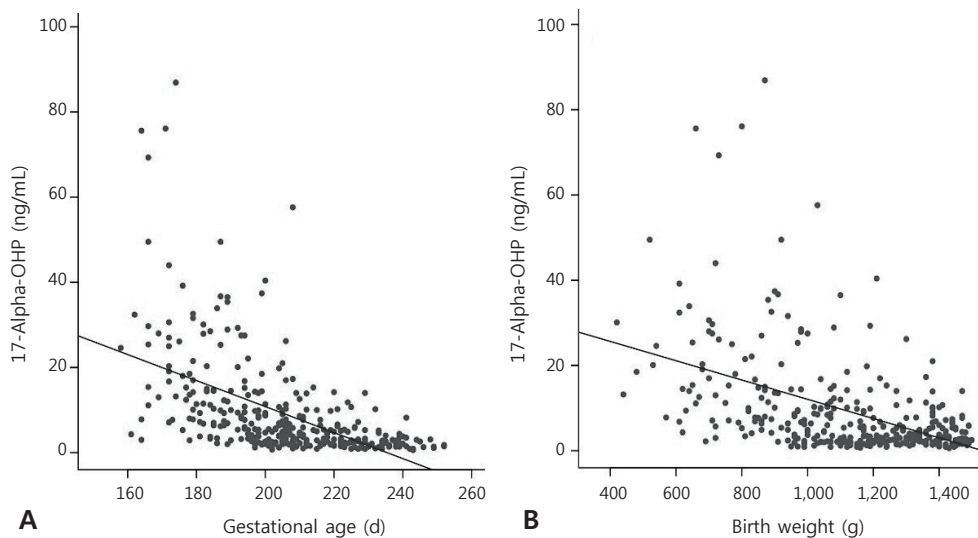 100
80
60
40
20
0
17-Alpha-OHP (ng/mL)
160 180 200 220 240 260
A Gestational age (d)
100
80
60
40
20
0
17-Alpha-OHP (ng/mL)
400 600 800 1,000 1,200 1,400
B Birth weight (g)